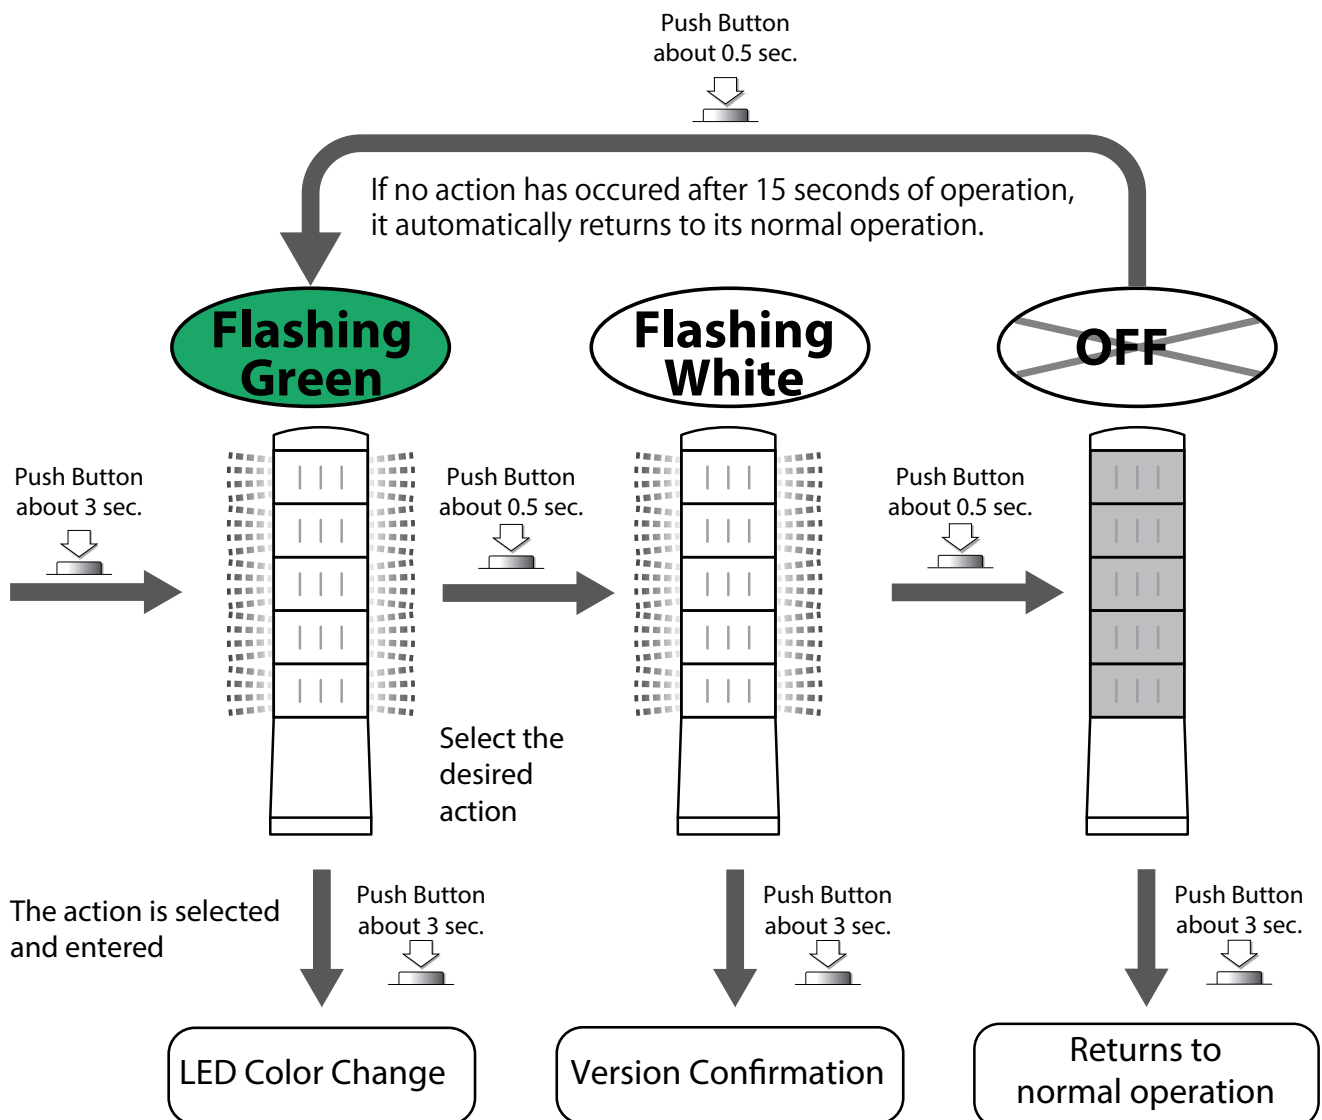 Push Button
about 0.5 sec.
If no action has occured after 15 seconds of operation,
it automatically returns to its normal operation.
Flashing
Green
Flashing
White
OFF
Push Button
about 3 sec.
Push Button
about 0.5 sec.
Push Button
about 0.5 sec.
Select the
desired
action
The action is selected
and entered
Push Button
about 3 sec.
Push Button
about 3 sec.
Push Button
about 3 sec.
LED Color Change
Version Confirmation
Returns to
normal operation